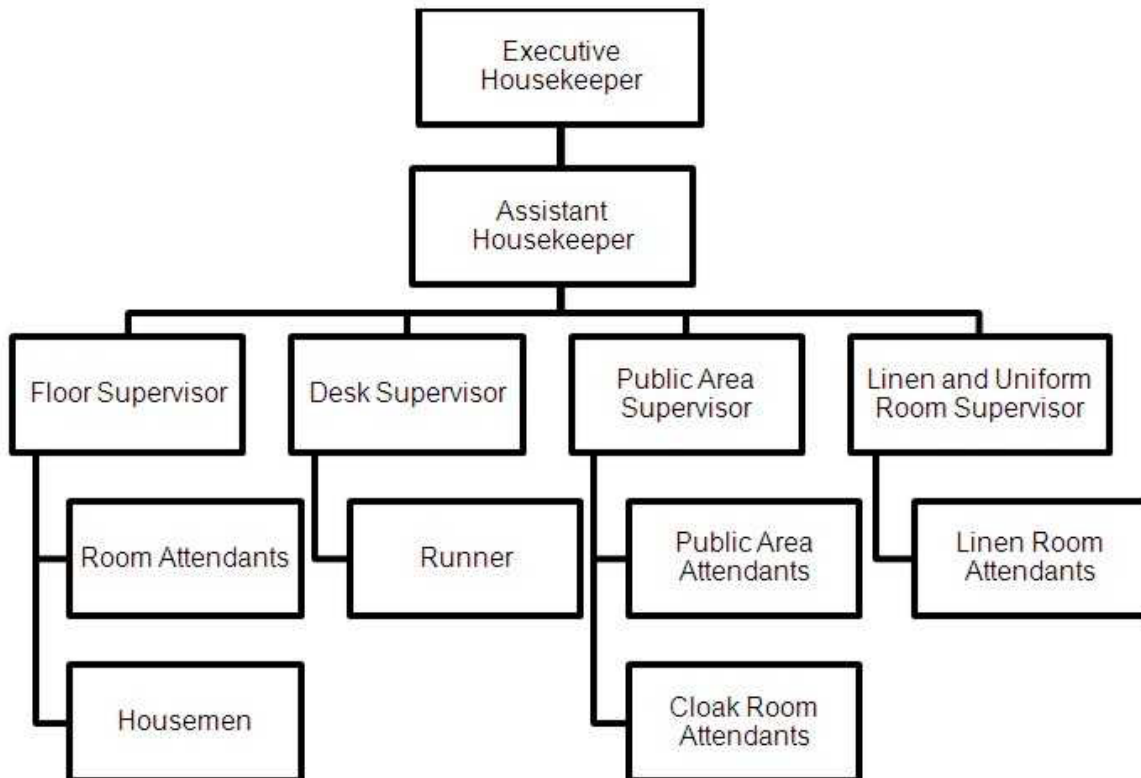 Executive
Housekeeper
Assistant
Housekeeper
Floor Supervisor
Desk Supervisor
Public Area
Supervisor
Linen and Uniform
Room Supervisor
Room Attendants
Runner
Public Area
Attendants
Linen Room
Attendants
Housemen
Cloak Room
Attendants